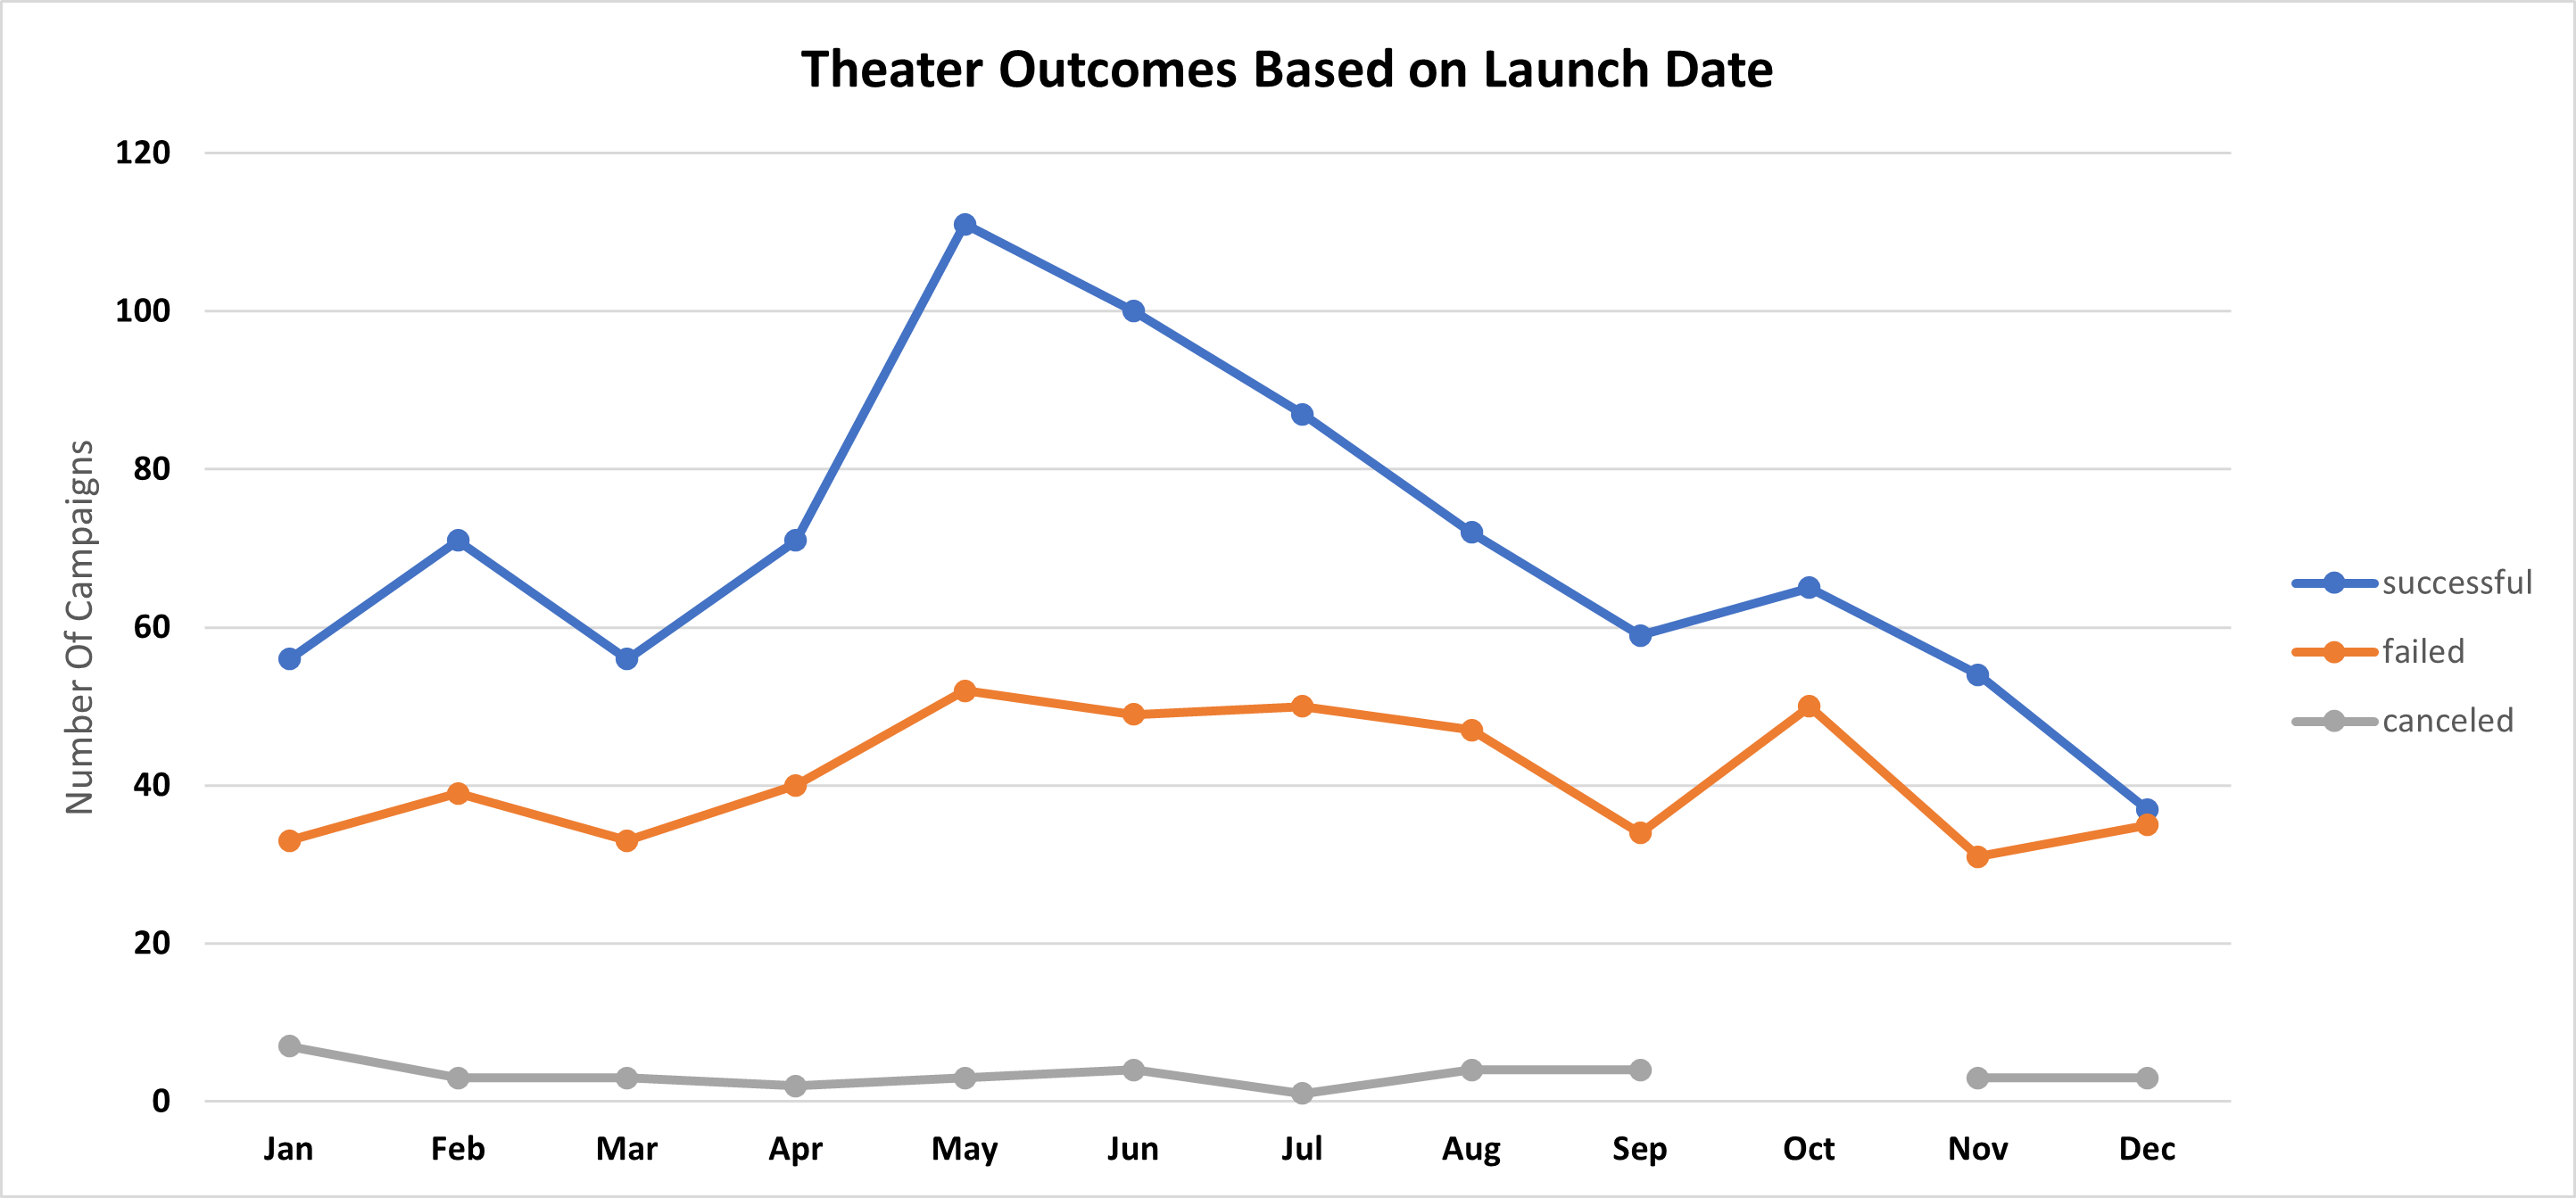 Theater Outcomes Based on Launch Date
120
100
80
60
40
20
0
Number Of Campaigns
Jan Feb Mar Apr May Jun Jul Aug Sep Oct Nov Dec
successful
failed
canceled